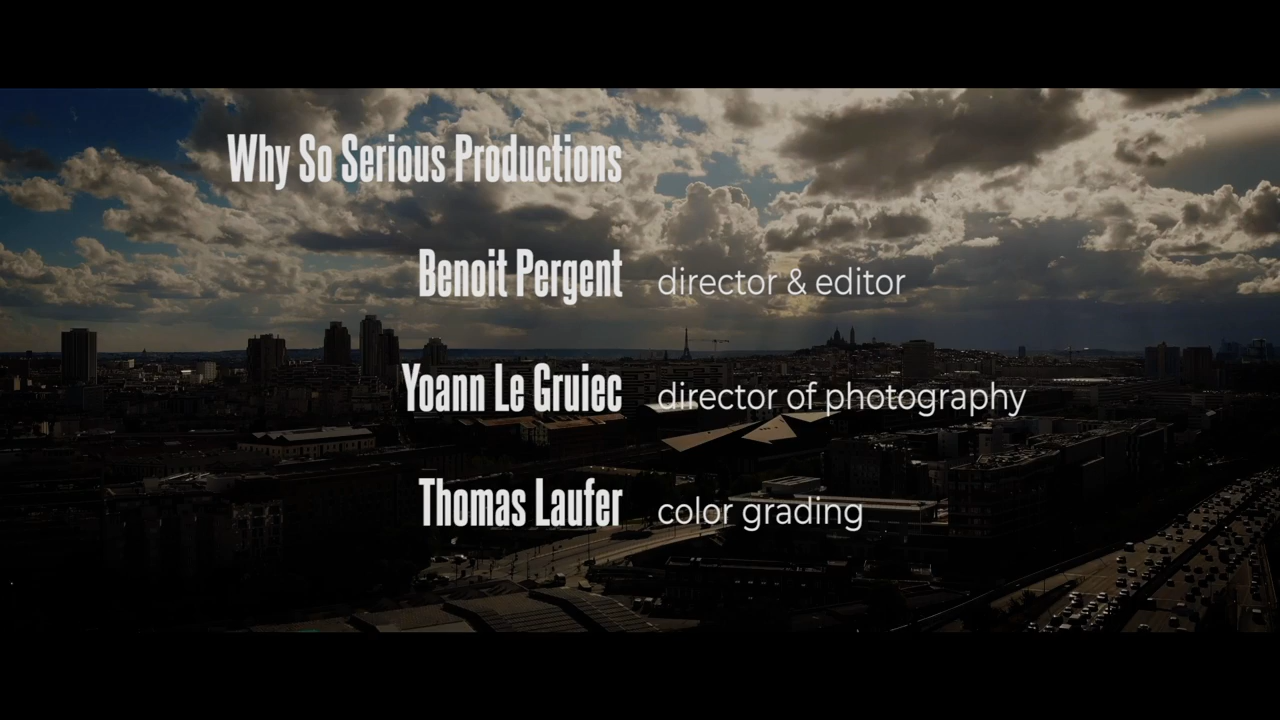 Why So Serious Productions
Benoit Pergent director & editor
Yoann Le Gruiec director of photography
Thomas Laufer color grading